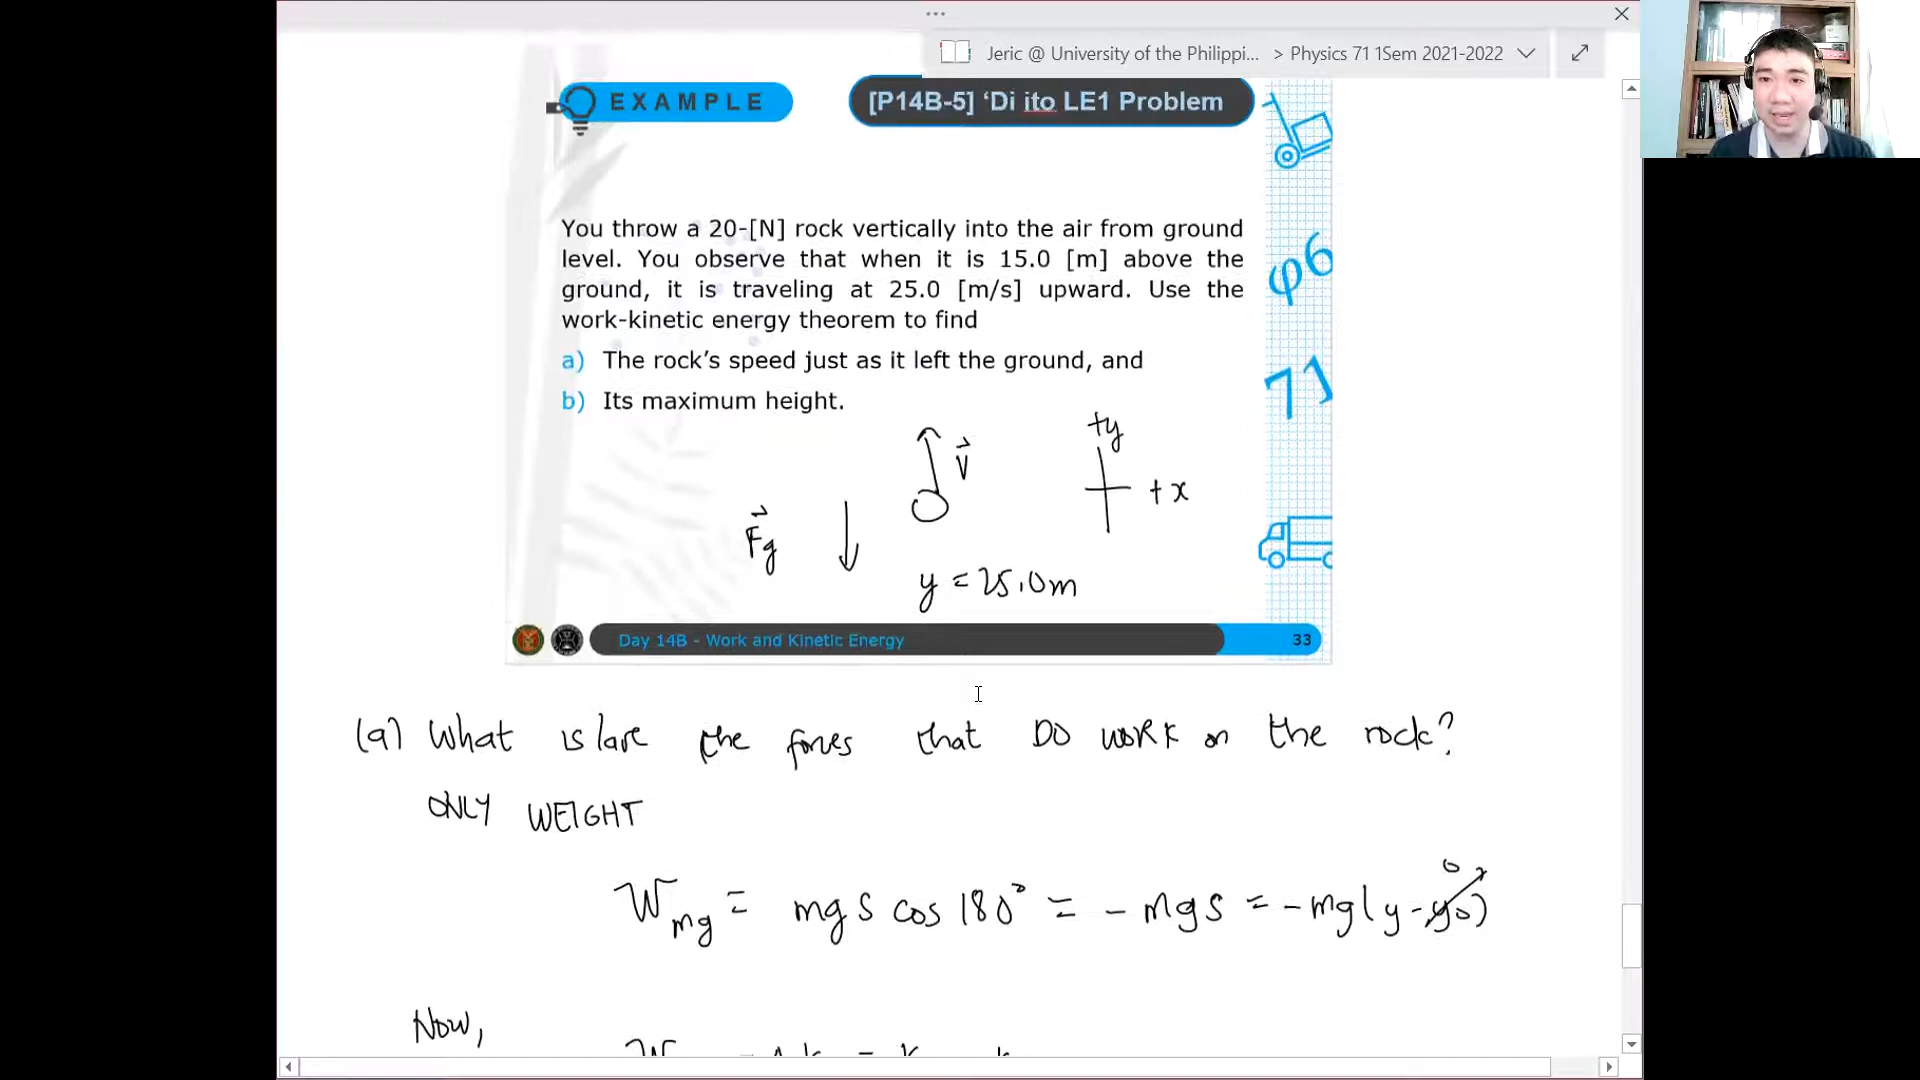 ...
Jeric @ University of the Philippi... > Physics 71 1Sem 2021-2022
EXAMPLE
[P14B-5] ‘Di ito LE1 Problem
You throw a 20-[N] rock vertically into the air from ground
level. You observe that when it is 15.0 [m] above the
ground, it is traveling at 25.0 [m/s] upward. Use the
work-kinetic energy theorem to find
a) The rock’s speed just as it left the ground, and
b) Its maximum height.
φ6
71
+y
+x
v⃗
F⃗g
y = 25.0m
Day 14B - Work and Kinetic Energy
33
(a) What is/are the forces that DO WORK on the rock?
ONLY WEIGHT
W_mg = mgs cos 180° = -mgs = -mg(y-y0) 0
Now,